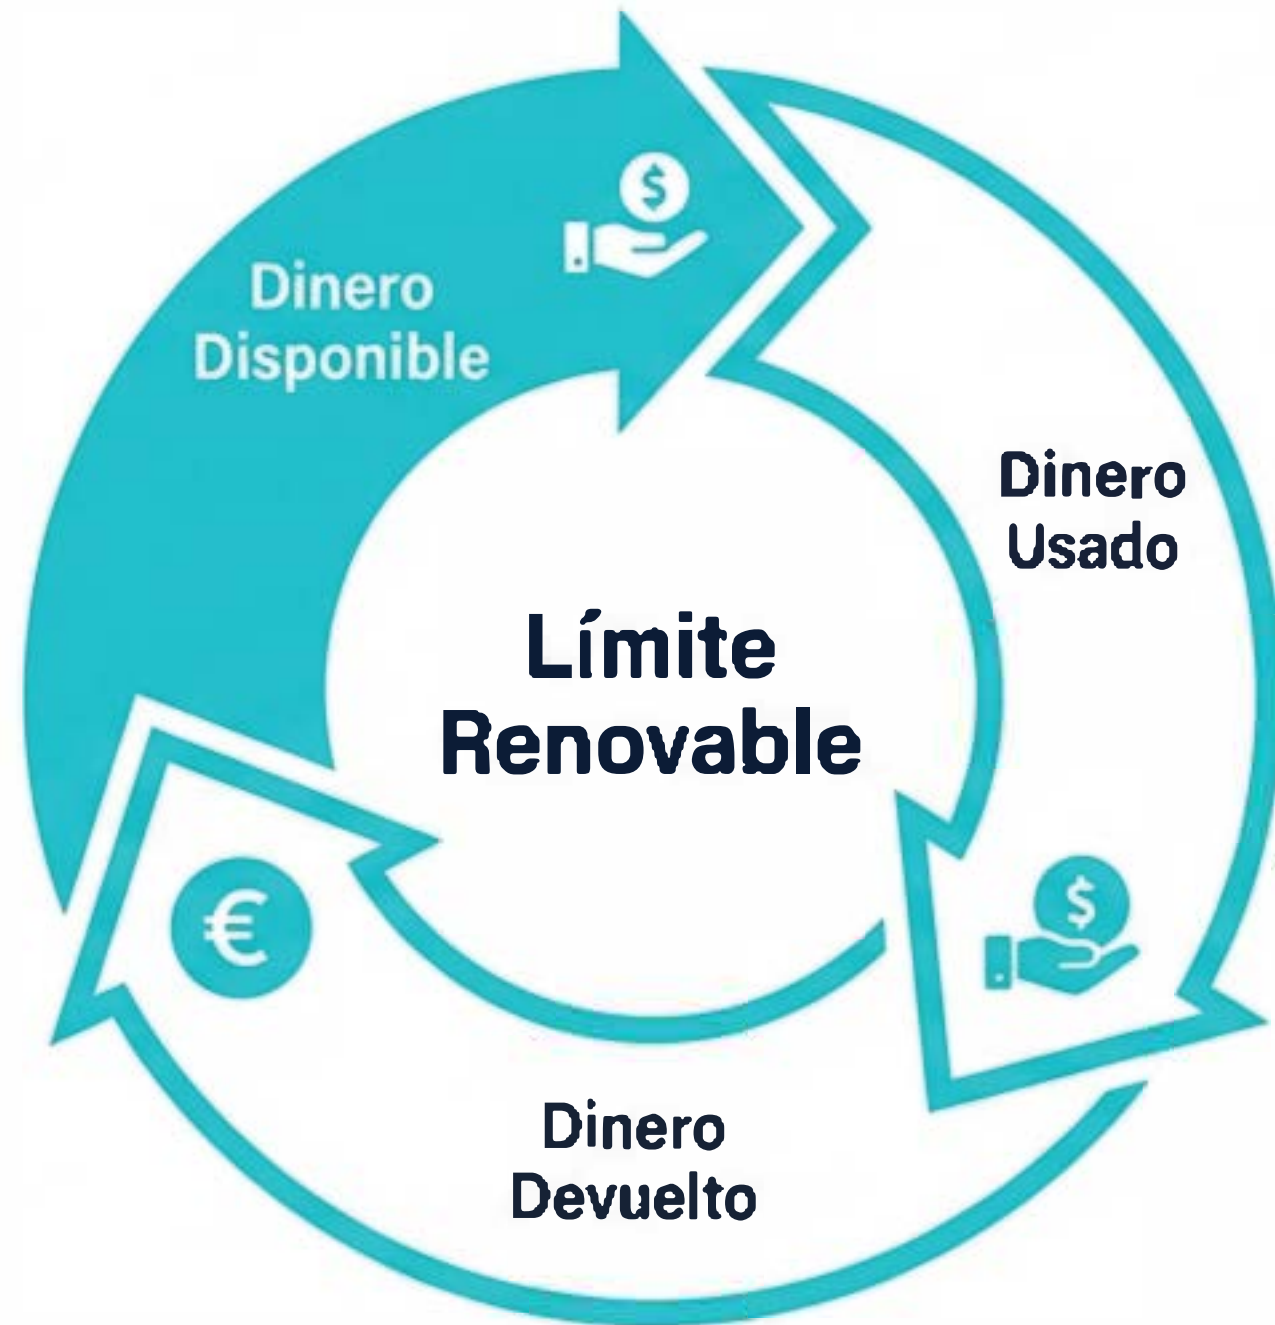 Dinero
Disponible
$
Dinero
Usado
Límite
Renovable
€
$
Dinero
Devuelto